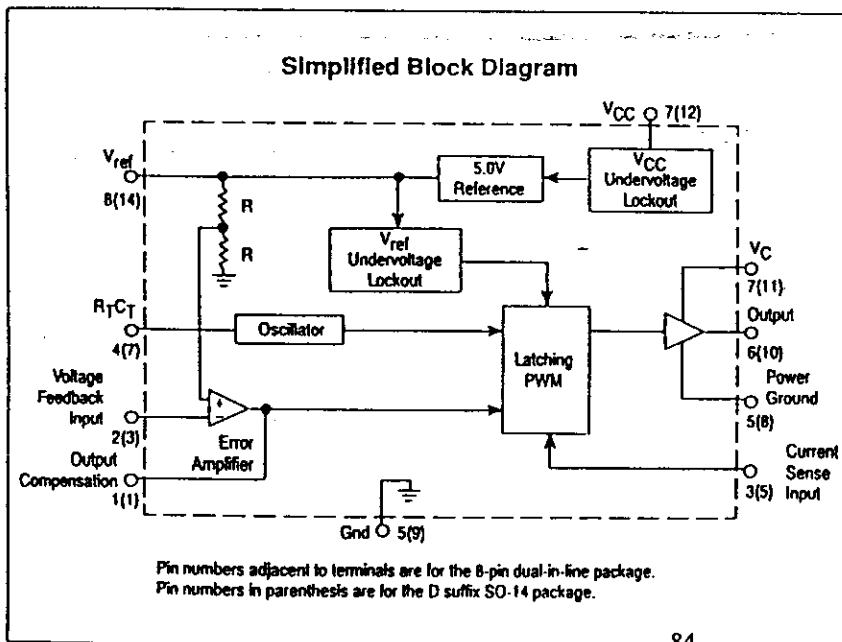 Simplified Block Diagram
VCC 7(12)
Vref
8(14)
R
R
5.0V
Reference
VCC
Undervoltage
Lockout
Vref
Undervoltage
Lockout
VC
7(11)
RTCT
4(7)
Oscillator
Latching
PWM
Output
6(10)
Voltage
Feedback
Input
2(3)
+
−
Error
Amplifier
Power
Ground
5(8)
Output
Compensation
1(1)
Current
Sense
Input
3(5)
Gnd 5(9)
Pin numbers adjacent to terminals are for the 8-pin dual-in-line package.
Pin numbers in parenthesis are for the D suffix SO-14 package.
84